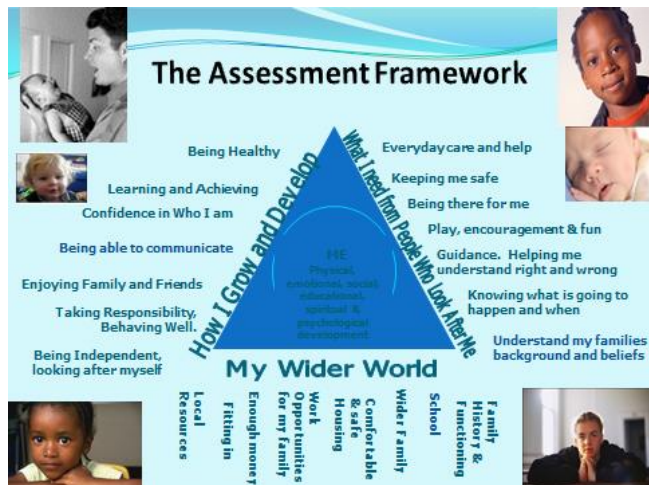 The Assessment Framework
Being Healthy
Learning and Achieving
Confidence in Who I am
Being able to communicate
Enjoying Family and Friends
Taking Responsibility,
Behaving Well.
Being Independent,
looking after myself
How I Grow and Develop
What I need from People Who Look After Me
Everyday care and help
Keeping me safe
Being there for me
Play, encouragement & fun
Guidance. Helping me
understand right and wrong
Knowing what is going to
happen and when
Understand my families
background and beliefs
ME
Physical,
emotional, social,
educational,
spiritual &
psychological
development
My Wider World
Local
Resources
Fitting in
Enough money
Work
Opportunities
for my family
Comfortable
& safe
Housing
Wider Family
School
Family
History &
Functioning